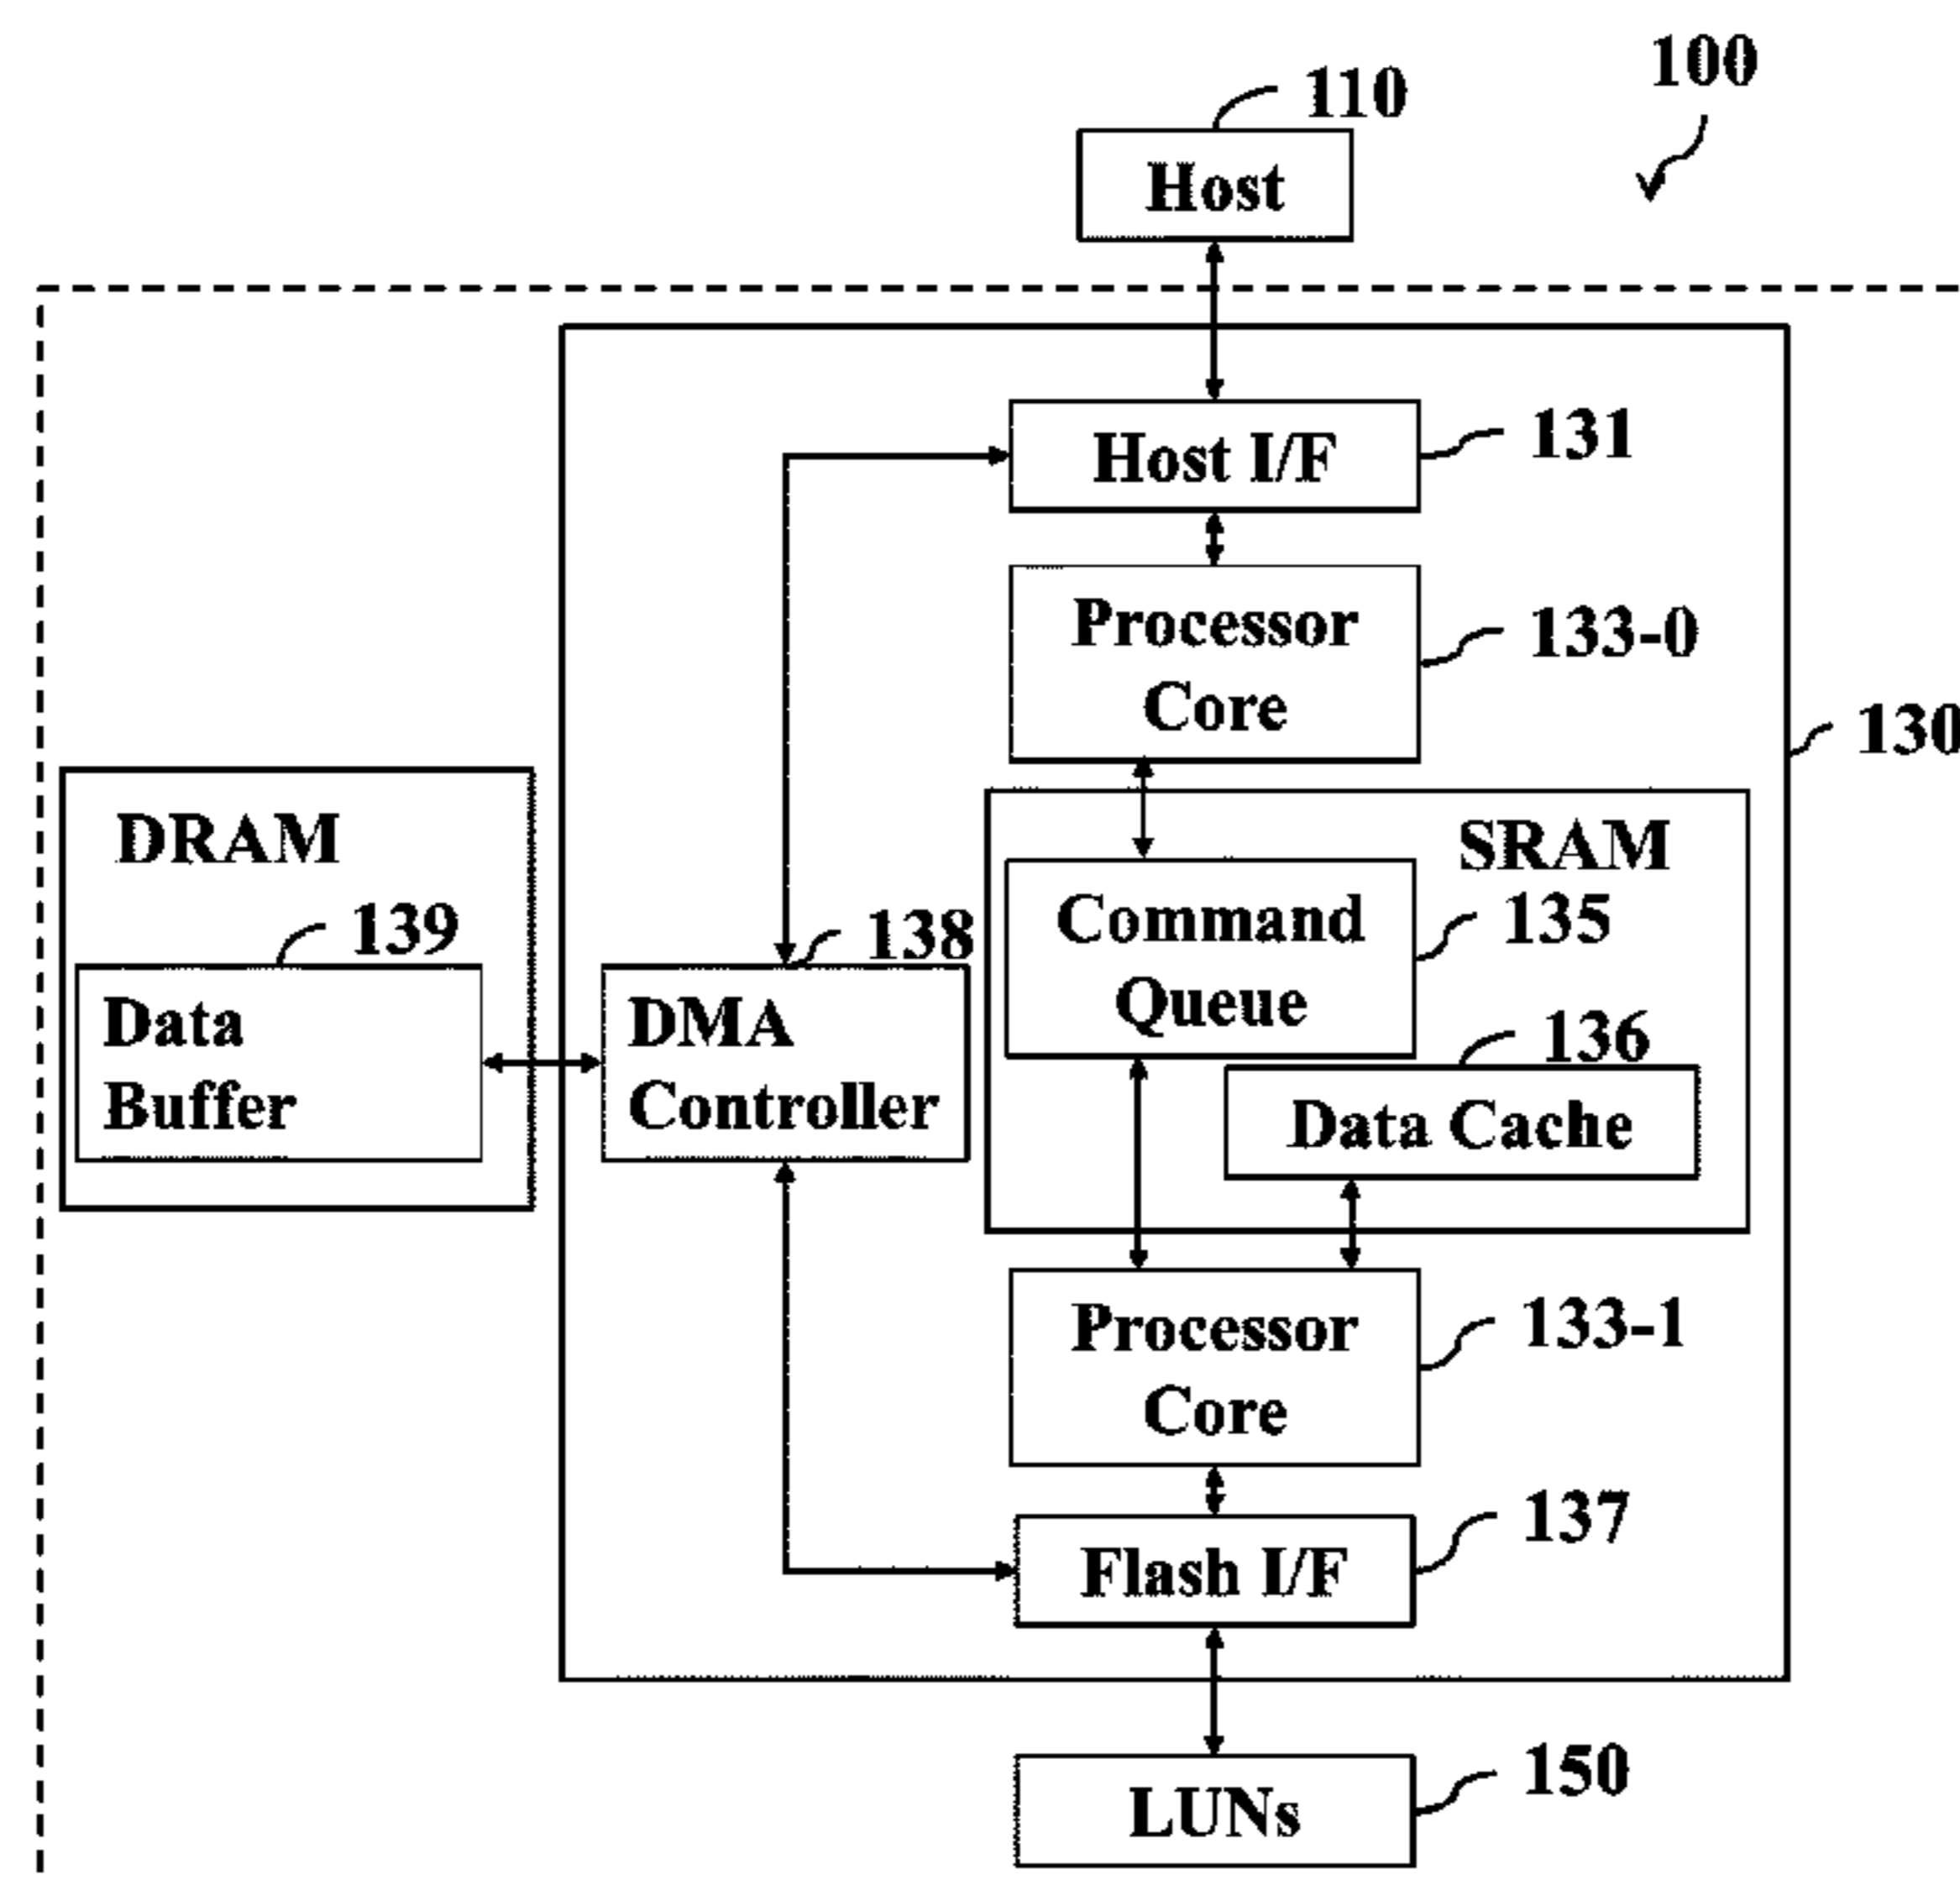 100
110
Host
Host I/F
131
Processor
Core
133-0
130
DRAM
139
Data
Buffer
138
DMA
Controller
SRAM
Command
Queue
135
136
Data Cache
Processor
Core
133-1
Flash I/F
137
LUNs
150